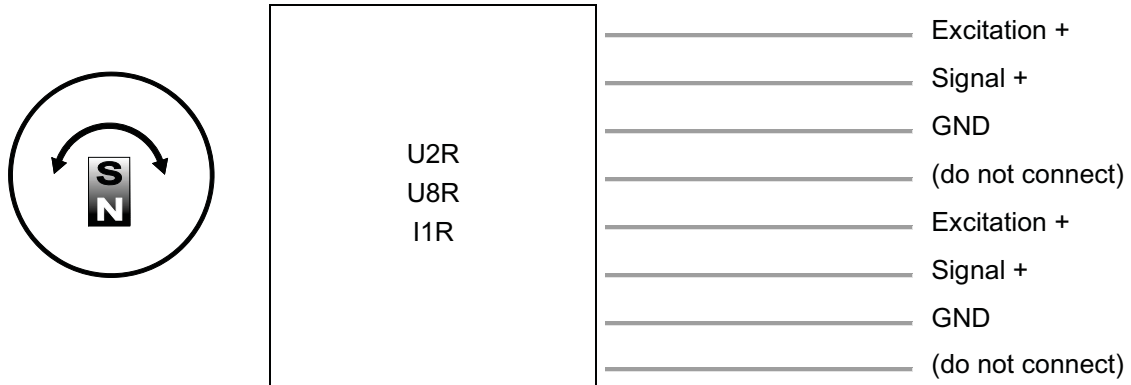 S
N
U2R
U8R
I1R
Excitation +
Signal +
GND
(do not connect)
Excitation +
Signal +
GND
(do not connect)